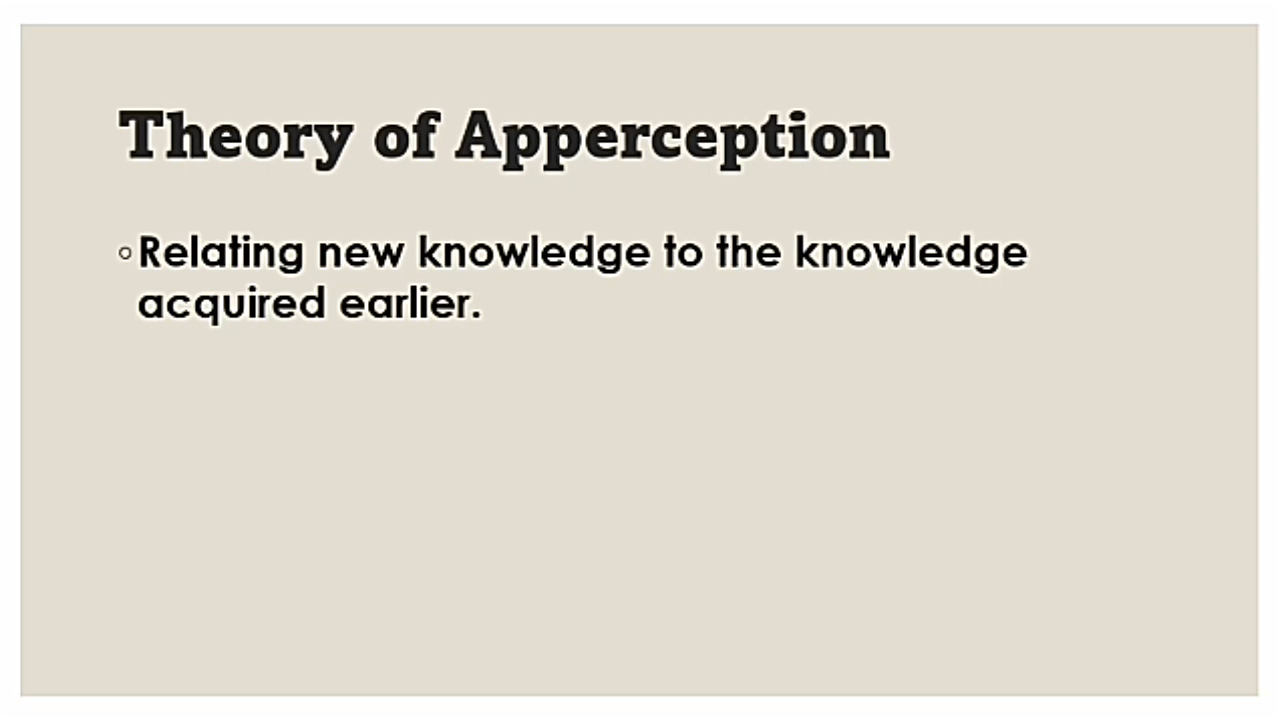 Theory of Apperception
◦Relating new knowledge to the knowledge
acquired earlier.